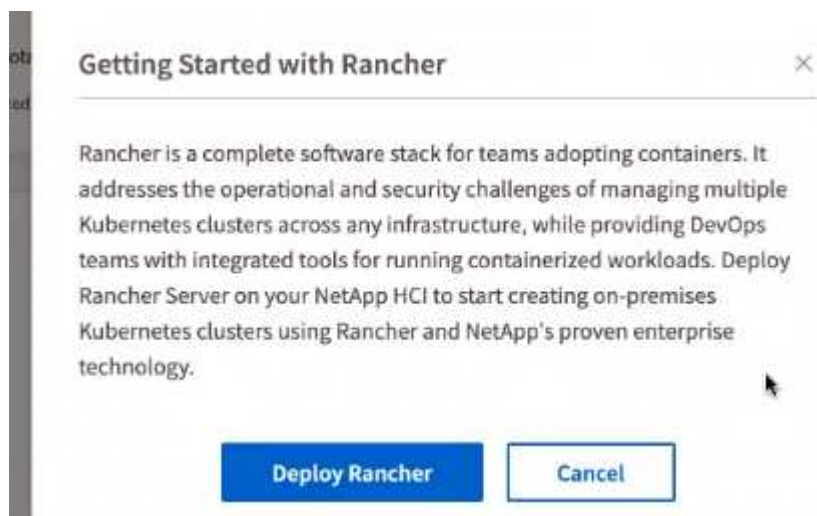 Getting Started with Rancher
Rancher is a complete software stack for teams adopting containers. It
addresses the operational and security challenges of managing multiple
Kubernetes clusters across any infrastructure, while providing DevOps
teams with integrated tools for running containerized workloads. Deploy
Rancher Server on your NetApp HCI to start creating on-premises
Kubernetes clusters using Rancher and NetApp's proven enterprise
technology.
Deploy Rancher
Cancel